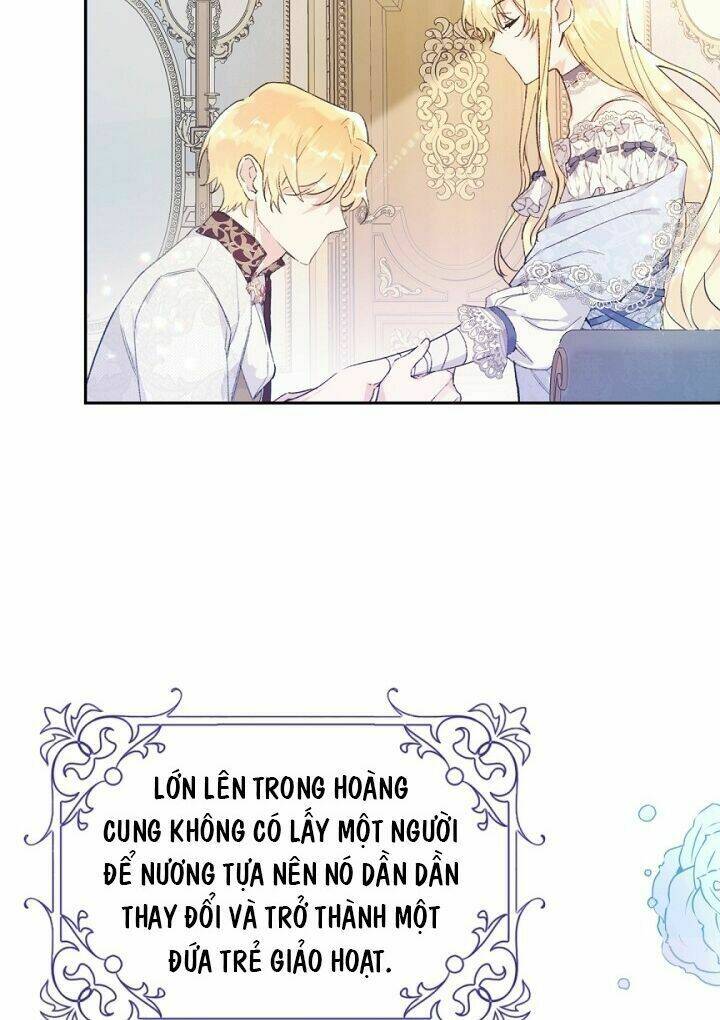 LỚN LÊN TRONG HOÀNG
CUNG KHÔNG CÓ LẤY MỘT NGƯỜI
ĐỂ NƯƠNG TỰA NÊN NÓ DẦN DẦN
THAY ĐỔI VÀ TRỞ THÀNH MỘT
ĐỨA TRẺ GIẢO HOẠT.